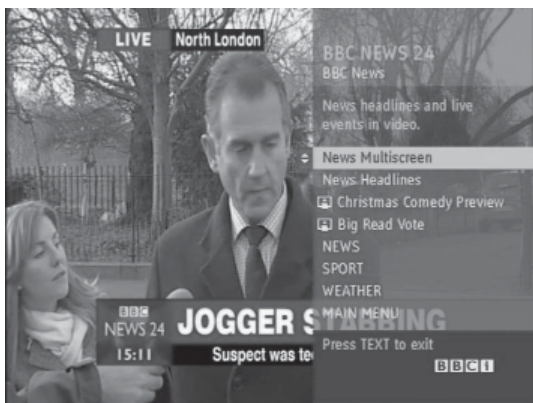 LIVE North London
BBC NEWS 24
BBC News
News headlines and live
events in video.
News Multiscreen
News Headlines
Christmas Comedy Preview
Big Read Vote
NEWS
SPORT
WEATHER
MAIN MENU
Press TEXT to exit
BBCi
BBC
NEWS 24
JOGGER STABBING
15:11 Suspect was